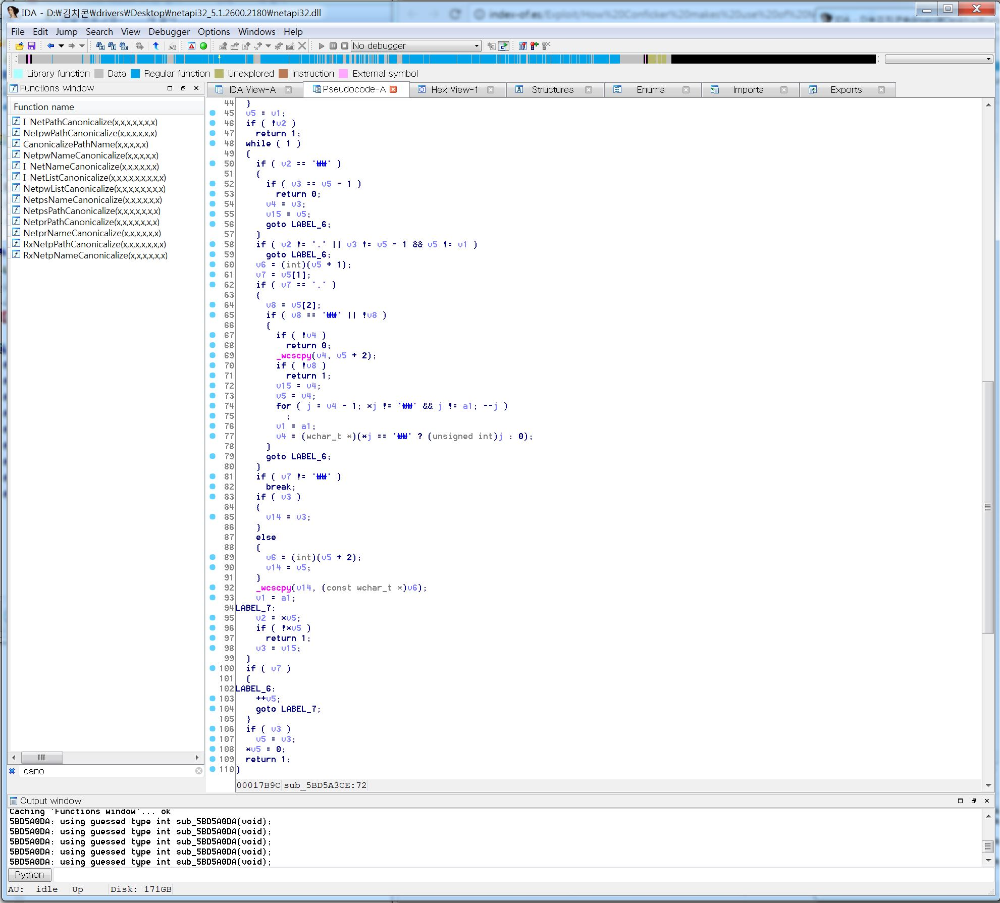 IDA - D:₩김치콘₩drivers₩Desktop₩netapi32_5.1.2600.2180₩netapi32.dll
index-of.es/Exploit/How%20Conficker%20makes%20use%20of%20
File Edit Jump Search View Debugger Options Windows Help
No debugger
Library function Data Regular function Unexplored Instruction External symbol
Functions window
IDA View-A Pseudocode-A Hex View-1 Structures Enums Imports Exports
Function name
I_NetPathCanonicalize(x,x,x,x,x,x,x)
NetpwPathCanonicalize(x,x,x,x,x,x)
CanonicalizePathName(x,x,x,x,x)
NetpwNameCanonicalize(x,x,x,x,x)
I_NetNameCanonicalize(x,x,x,x,x,x)
I_NetListCanonicalize(x,x,x,x,x,x,x,x,x)
NetpwListCanonicalize(x,x,x,x,x,x,x,x)
NetpsNameCanonicalize(x,x,x,x,x)
NetpsPathCanonicalize(x,x,x,x,x,x)
NetprPathCanonicalize(x,x,x,x,x,x,x)
NetprNameCanonicalize(x,x,x,x,x,x)
RxNetpPathCanonicalize(x,x,x,x,x,x,x)
RxNetpNameCanonicalize(x,x,x,x,x,x)
cano
44 }
45 v5 = v1;
46 if ( !v2 )
47 return 1;
48 while ( 1 )
49 {
50 if ( v2 == '₩₩' )
51 {
52 if ( v3 == v5 - 1 )
53 return 0;
54 v4 = v3;
55 v15 = v5;
56 goto LABEL_6;
57 }
58 if ( v2 != '.' || v3 != v5 - 1 && v5 != v1 )
59 goto LABEL_6;
60 v6 = (int)(v5 + 1);
61 v7 = v5[1];
62 if ( v7 == '.' )
63 {
64 v8 = v5[2];
65 if ( v8 == '₩₩' || !v8 )
66 {
67 if ( !v4 )
68 return 0;
69 _wcscpy(v4, v5 + 2);
70 if ( !v8 )
71 return 1;
72 v15 = v4;
73 v5 = v4;
74 for ( j = v4 - 1; *j != '₩₩' && j != a1; --j )
75 ;
76 v1 = a1;
77 v4 = (wchar_t *)(*j == '₩₩' ? (unsigned int)j : 0);
78 }
79 goto LABEL_6;
80 }
81 if ( v7 != '₩₩' )
82 break;
83 if ( v3 )
84 {
85 v14 = v3;
86 }
87 else
88 {
89 v6 = (int)(v5 + 2);
90 v14 = v5;
91 }
92 _wcscpy(v14, (const wchar_t *)v6);
93 v1 = a1;
94 LABEL_7:
95 v2 = *v5;
96 if ( !*v5 )
97 return 1;
98 v3 = v15;
99 }
100 if ( v7 )
101 {
102 LABEL_6:
103 ++v5;
104 goto LABEL_7;
105 }
106 if ( v3 )
107 v5 = v3;
108 *v5 = 0;
109 return 1;
110 }
00017B9C sub_5BD5A3CE:72
Output window
Caching 'Functions window'... ok
5BD5A0DA: using guessed type int sub_5BD5A0DA(void);
5BD5A0DA: using guessed type int sub_5BD5A0DA(void);
5BD5A0DA: using guessed type int sub_5BD5A0DA(void);
5BD5A0DA: using guessed type int sub_5BD5A0DA(void);
5BD5A0DA: using guessed type int sub_5BD5A0DA(void);
Python
AU: idle Up Disk: 171GB